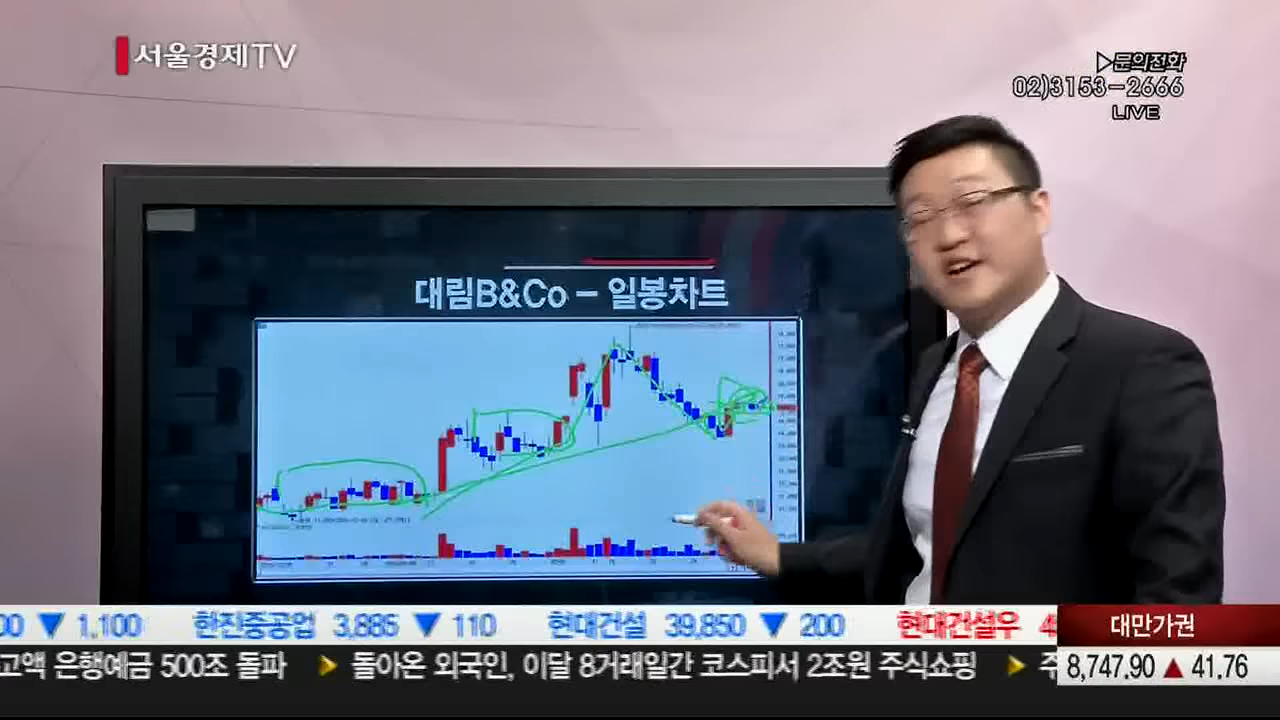 서울경제TV
▷문의전화
02)3153-2666
LIVE
대림B&Co - 일봉차트
00 ▼ 1,100 한진중공업 3,885 ▼ 110 현대건설 39,850 ▼ 200 현대건설우 4
대만가권
고액 은행예금 500조 돌파 ▶ 돌아온 외국인, 이달 8거래일간 코스피서 2조원 주식쇼핑 ▶
8,747.90 ▲ 41.76